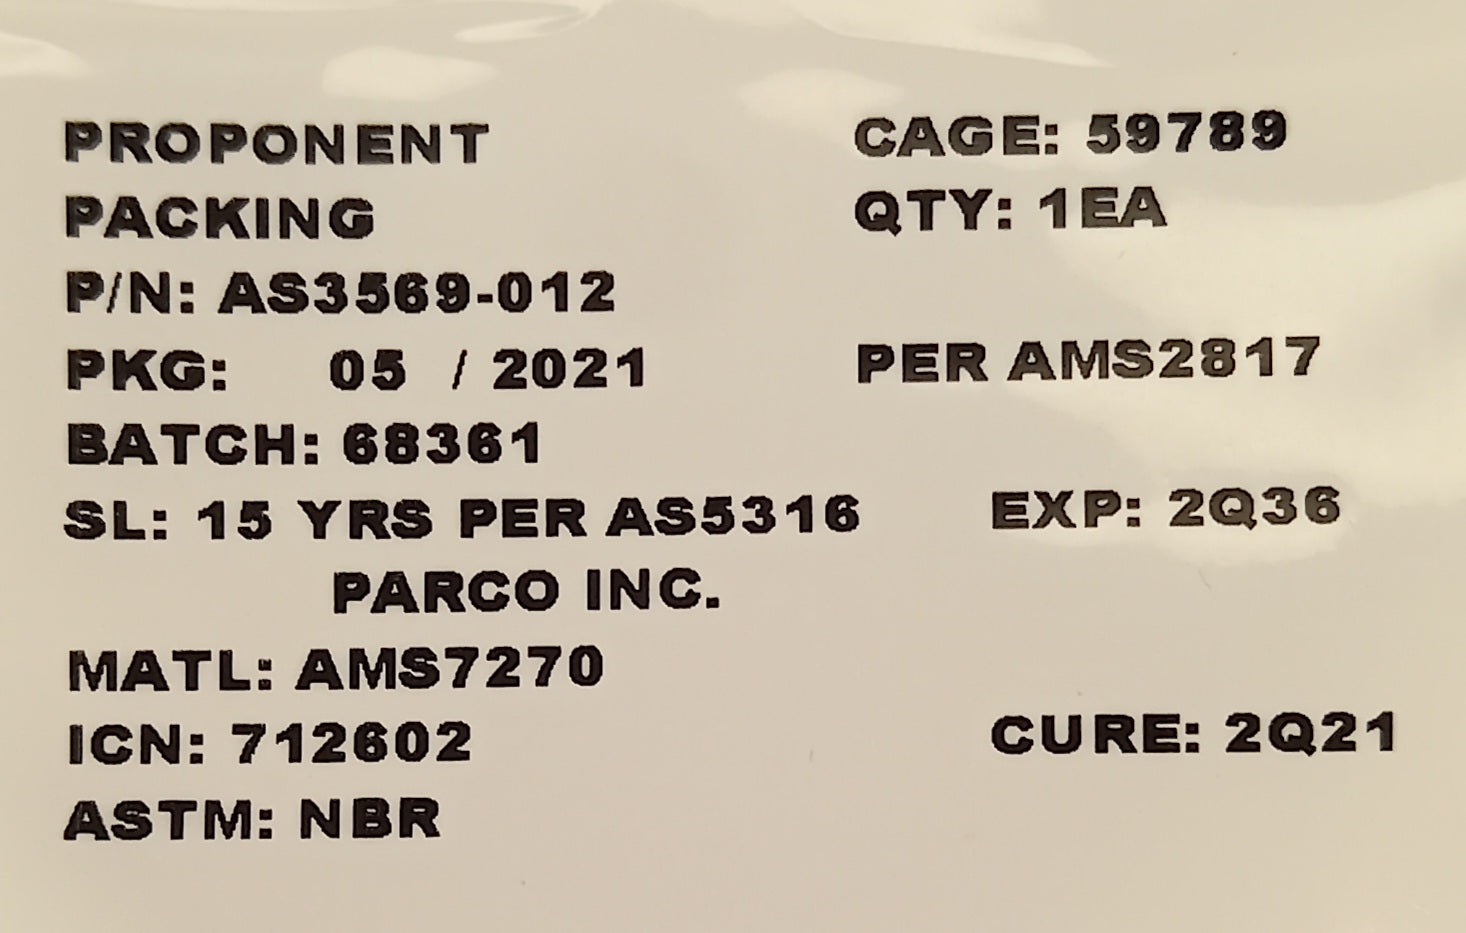 PROPONENT CAGE: 59789
PACKING QTY: 1EA
P/N: AS3569-012
PKG: 05 / 2021 PER AMS2817
BATCH: 68361
SL: 15 YRS PER AS5316 EXP: 2Q36
PARCO INC.
MATL: AMS7270
ICN: 712602 CURE: 2Q21
ASTM: NBR